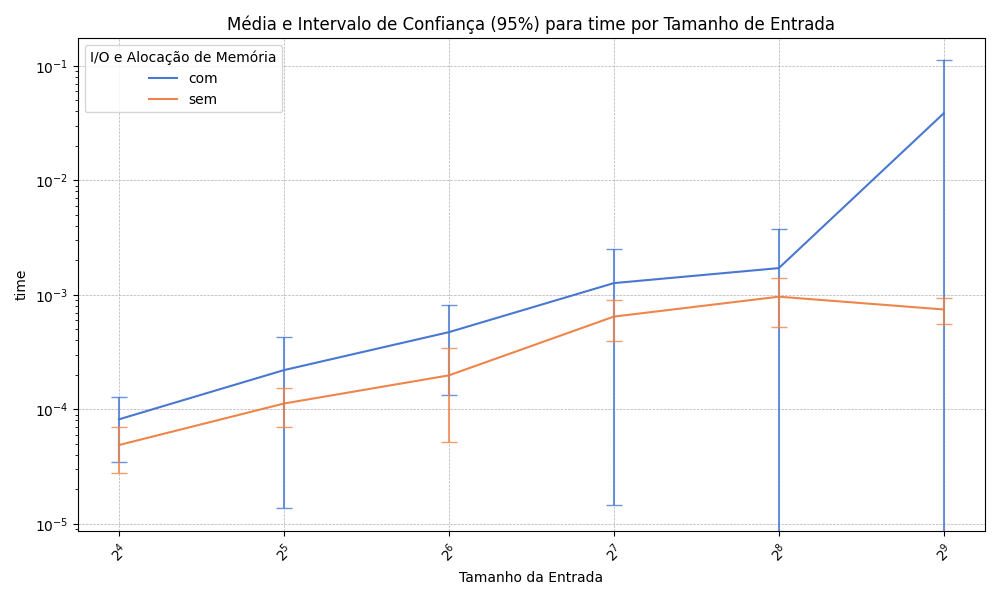 Média e Intervalo de Confiança (95%) para time por Tamanho de Entrada
I/O e Alocação de Memória
com
sem
time
10⁻¹
10⁻²
10⁻³
10⁻⁴
10⁻⁵
2⁴
2⁵
2⁶
2⁷
2⁸
2⁹
Tamanho da Entrada